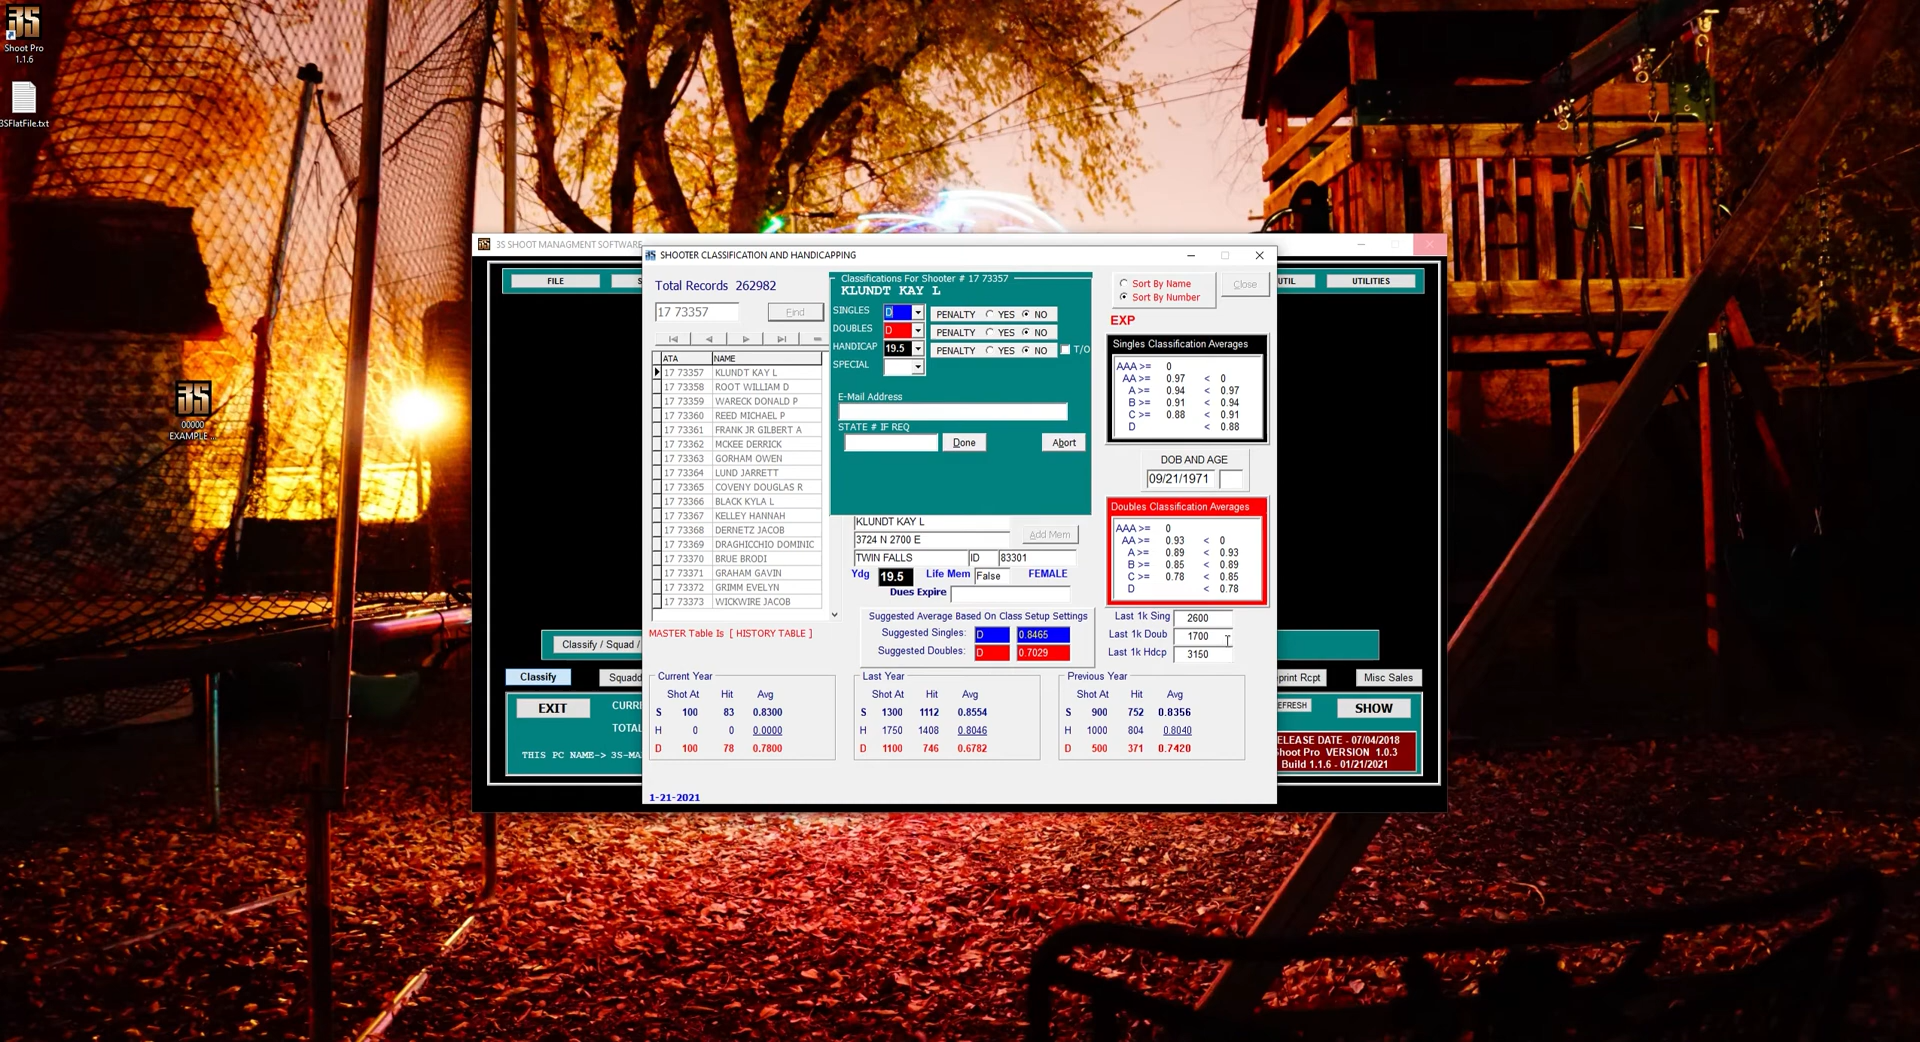 3S
Shoot Pro
1.1.6
3SFlatFile.txt
3S
00000
EXAMPLE ...
3S SHOOT MANAGMENT SOFTWARE
FILE
UTIL
UTILITIES
Classify / Squad /
Classify
Squadd
print Rcpt
Misc Sales
EXIT
CURRE
TOTAL
THIS PC NAME-> 3S-MA
EFRESH
SHOW
ELEASE DATE - 07/04/2018
Shoot Pro VERSION 1.0.3
Build 1.1.6 - 01/21/2021
SHOOTER CLASSIFICATION AND HANDICAPPING
Total Records 262982
17 73357
Find
ATA NAME
17 73357 KLUNDT KAY L
17 73358 ROOT WILLIAM D
17 73359 WARECK DONALD P
17 73360 REED MICHAEL P
17 73361 FRANK JR GILBERT A
17 73362 MCKEE DERRICK
17 73363 GORHAM OWEN
17 73364 LUND JARRETT
17 73365 COVENY DOUGLAS R
17 73366 BLACK KYLA L
17 73367 KELLEY HANNAH
17 73368 DERNETZ JACOB
17 73369 DRAGHICCHIO DOMINIC
17 73370 BRUE BRODI
17 73371 GRAHAM GAVIN
17 73372 GRIMM EVELYN
17 73373 WICKWIRE JACOB
MASTER Table Is [ HISTORY TABLE ]
Classifications For Shooter # 17 73357
KLUNDT KAY L
SINGLES D PENALTY YES NO
DOUBLES D PENALTY YES NO
HANDICAP 19.5 PENALTY YES NO T/O
SPECIAL
E-Mail Address
STATE # IF REQ
Done
Abort
KLUNDT KAY L
Add Mem
3724 N 2700 E
TWIN FALLS ID 83301
Ydg 19.5 Life Mem False FEMALE
Dues Expire
Suggested Average Based On Class Setup Settings
Suggested Singles: D 0.8465
Suggested Doubles: D 0.7029
Sort By Name
Sort By Number
Close
EXP
Singles Classification Averages
AAA >= 0
AA >= 0.97 < 0
A >= 0.94 < 0.97
B >= 0.91 < 0.94
C >= 0.88 < 0.91
D < 0.88
DOB AND AGE
09/21/1971
Doubles Classification Averages
AAA >= 0
AA >= 0.93 < 0
A >= 0.89 < 0.93
B >= 0.85 < 0.89
C >= 0.78 < 0.85
D < 0.78
Last 1k Sing 2600
Last 1k Doub 1700
Last 1k Hdcp 3150
Current Year
Shot At Hit Avg
S 100 83 0.8300
H 0 0 0.0000
D 100 78 0.7800
Last Year
Shot At Hit Avg
S 1300 1112 0.8554
H 1750 1408 0.8046
D 1100 746 0.6782
Previous Year
Shot At Hit Avg
S 900 752 0.8356
H 1000 804 0.8040
D 500 371 0.7420
1-21-2021